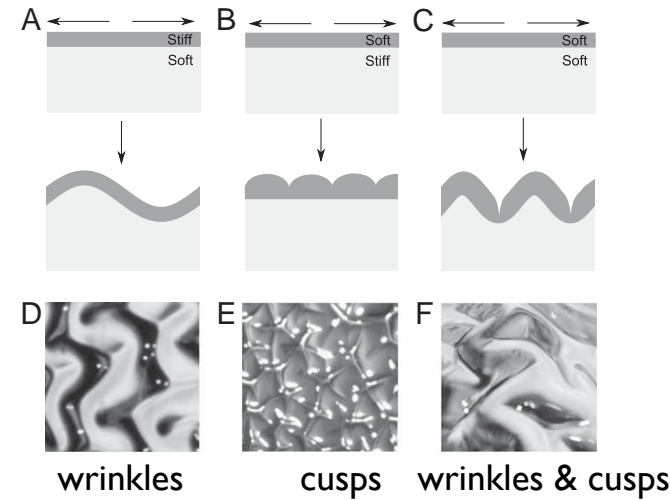 A B C
Stiff Soft Soft
Soft Stiff Soft
D E F
wrinkles cusps wrinkles & cusps